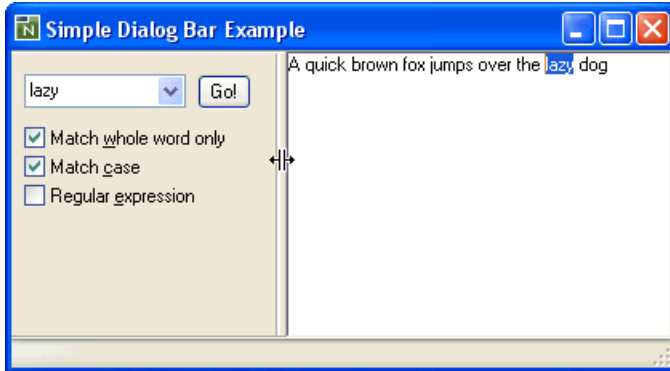 Simple Dialog Bar Example
lazy
Go!
Match whole word only
Match case
Regular expression
A quick brown fox jumps over the lazy dog